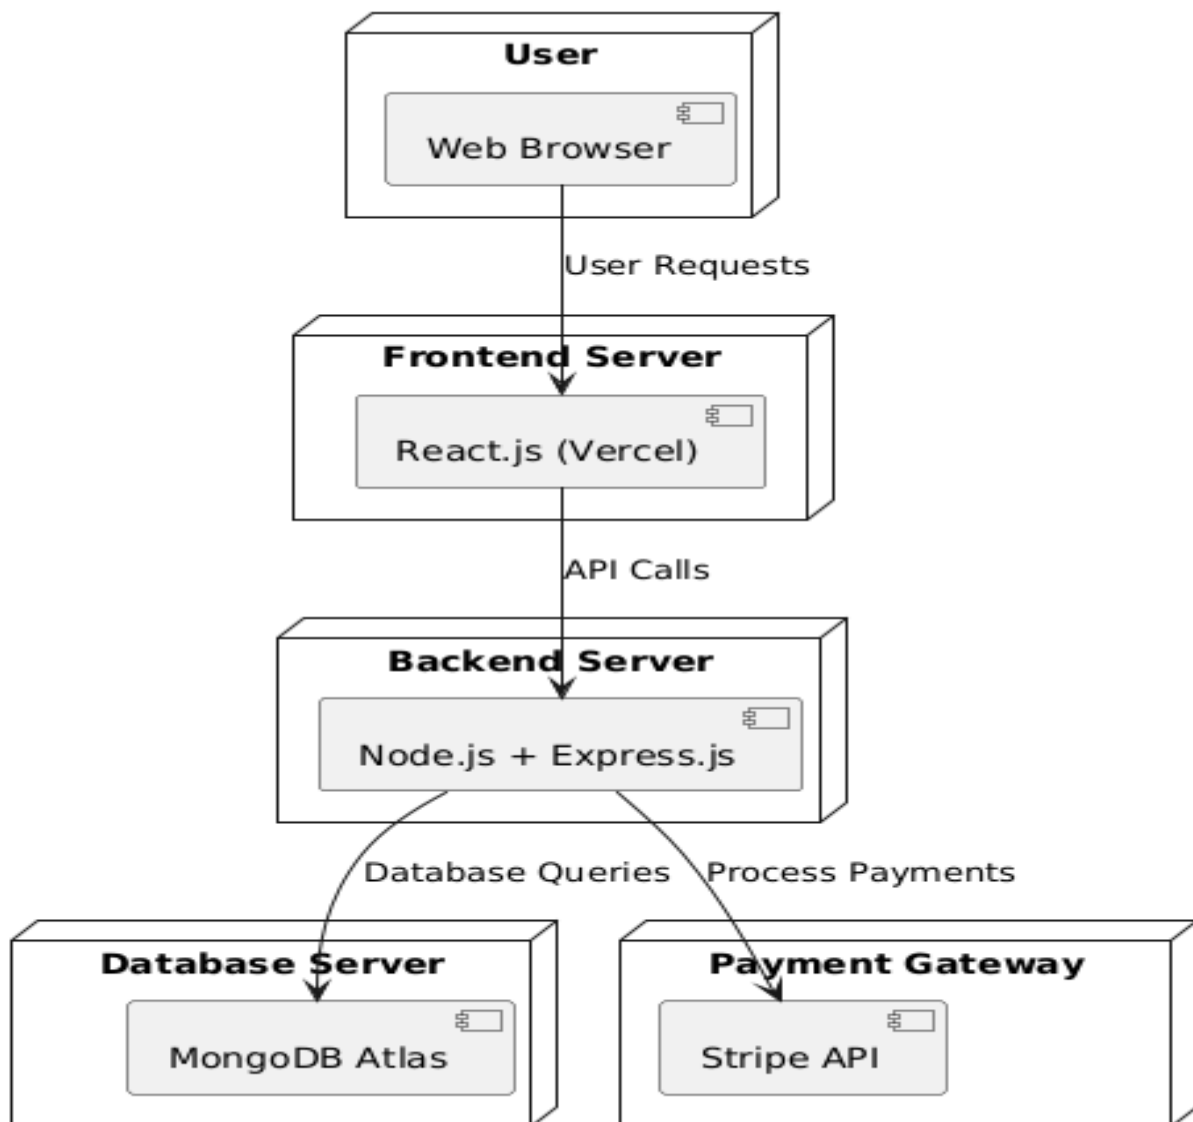 User
Web Browser
User Requests
Frontend Server
React.js (Vercel)
API Calls
Backend Server
Node.js + Express.js
Database Queries
Process Payments
Database Server
Payment Gateway
MongoDB Atlas
Stripe API